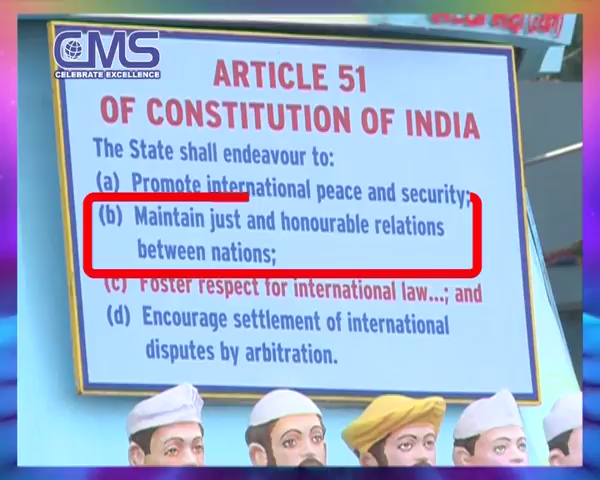 CMS
CELEBRATE EXCELLENCE
ARTICLE 51
OF CONSTITUTION OF INDIA
The State shall endeavour to:
(a) Promote international peace and security;
(b) Maintain just and honourable relations
between nations;
(c) Foster respect for international law...; and
(d) Encourage settlement of international
disputes by arbitration.